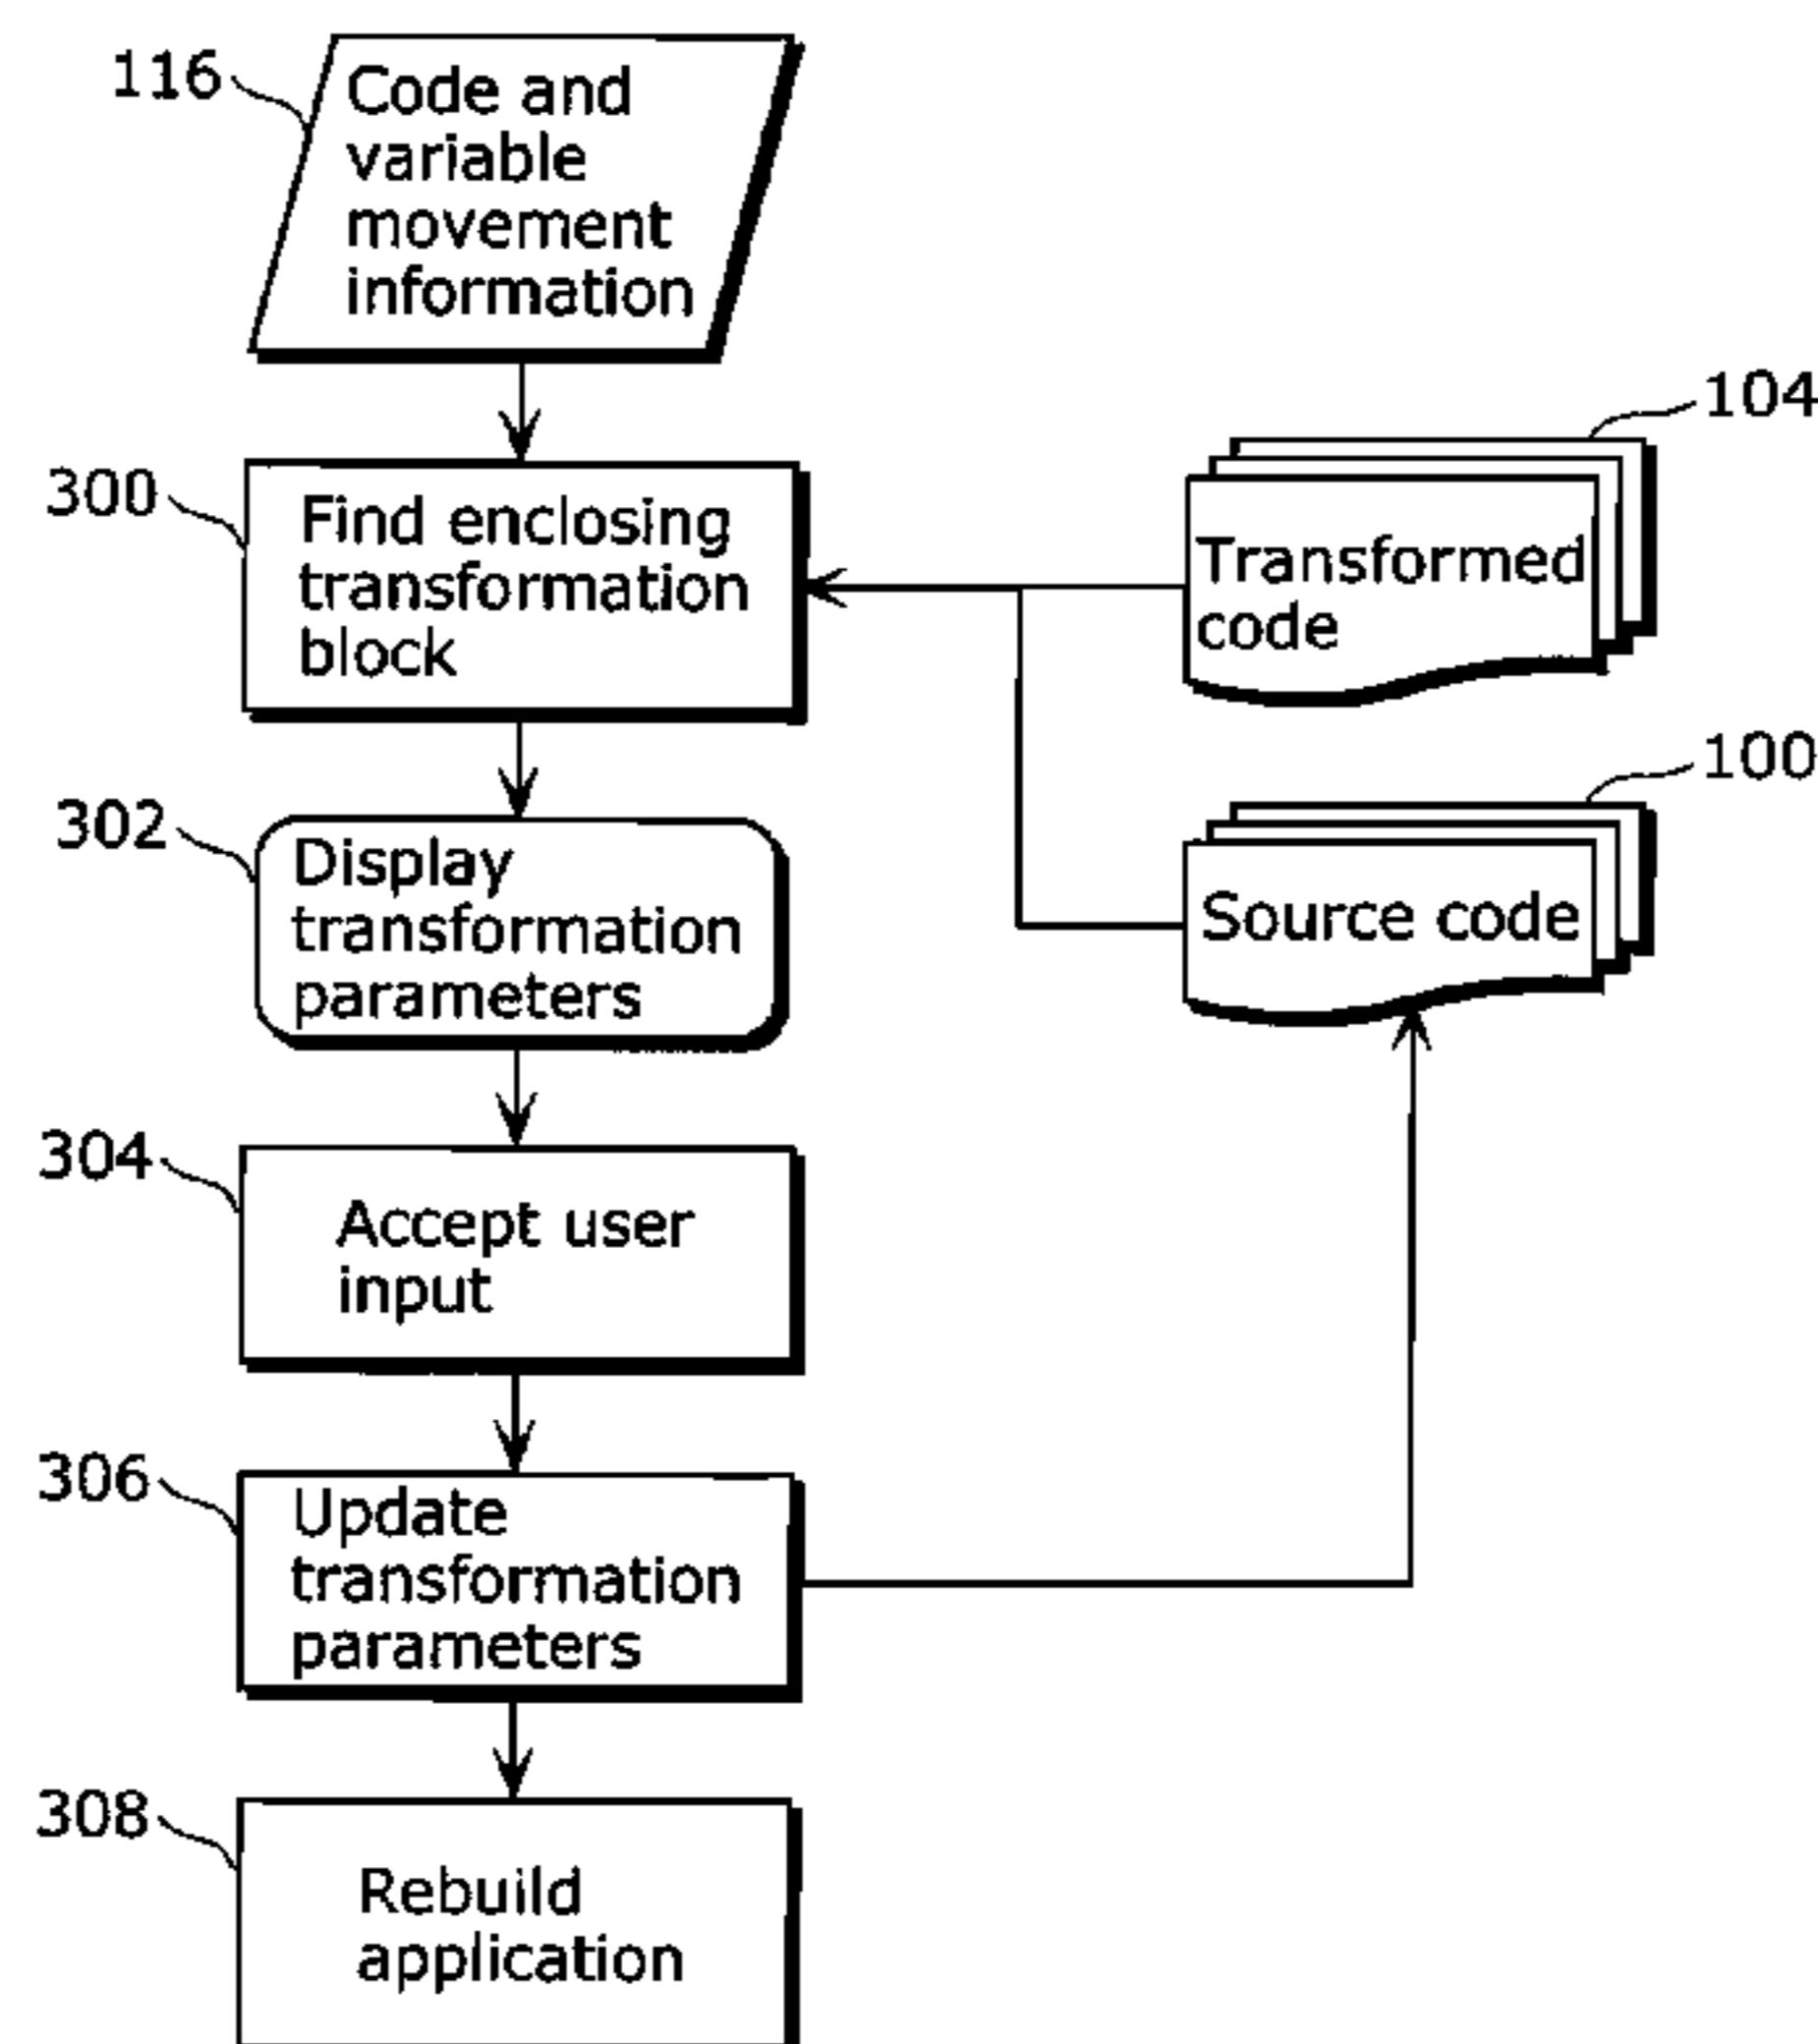 116
Code and
variable
movement
information
104
300
Find enclosing
transformation
block
Transformed
code
100
302
Display
transformation
parameters
Source code
304
Accept user
input
306
Update
transformation
parameters
308
Rebuild
application